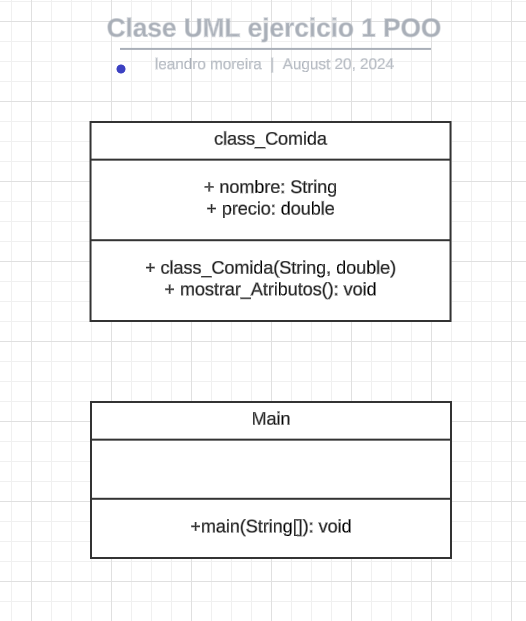 Clase UML ejercicio 1 POO
leandro moreira | August 20, 2024
class_Comida
+ nombre: String
+ precio: double
+ class_Comida(String, double)
+ mostrar_Atributos(): void
Main
+main(String[]): void